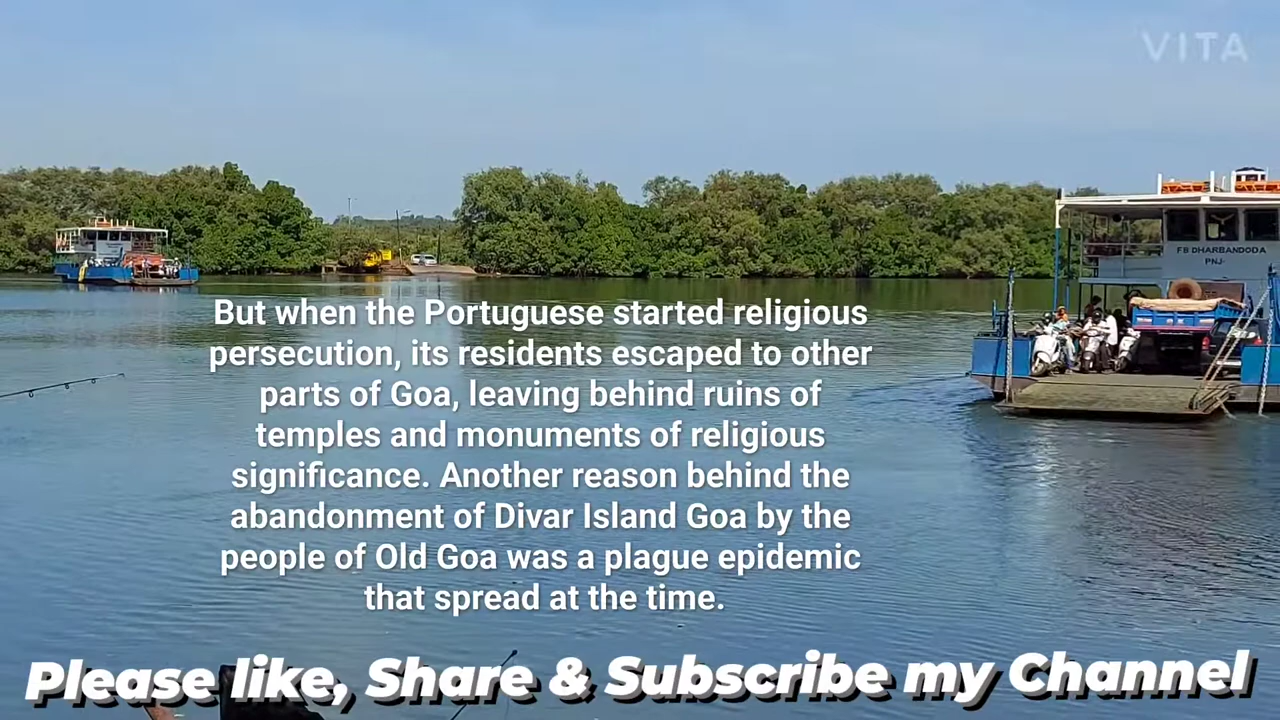 VITA
FB DHARBANDODA
PNJ-
But when the Portuguese started religious
persecution, its residents escaped to other
parts of Goa, leaving behind ruins of
temples and monuments of religious
significance. Another reason behind the
abandonment of Divar Island Goa by the
people of Old Goa was a plague epidemic
that spread at the time.
Please like, Share & Subscribe my Channel